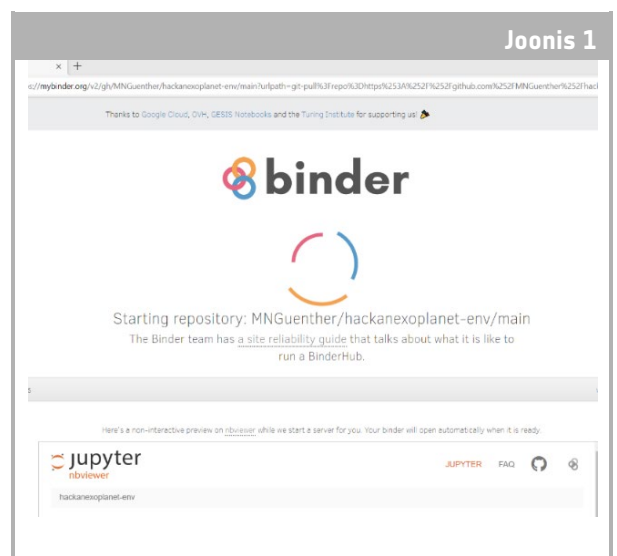 Joonis 1
× +
s://mybinder.org/v2/gh/MNGuenther/hackanexoplanet-env/main?urlpath=git-pull%3Frepo%3Dhttps%253A%252F%252Fgithub.com%252FMNGuenther%252Fhack
Thanks to Google Cloud, OVH, GESIS Notebooks and the Turing Institute for supporting us! 🎉
binder
Starting repository: MNGuenther/hackanexoplanet-env/main
The Binder team has a site reliability guide that talks about what it is like to
run a BinderHub.
Here's a non-interactive preview on nbviewer while we start a server for you. Your binder will open automatically when it is ready.
jupyter
nbviewer
JUPYTER FAQ
hackanexoplanet-env